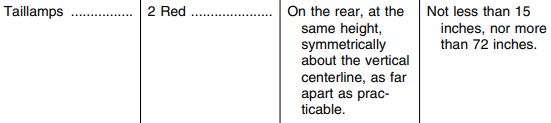 Taillamps ................ 2 Red ..................... On the rear, at the Not less than 15
same height, inches, nor more
symmetrically than 72 inches.
about the vertical
centerline, as far
apart as prac-
ticable.